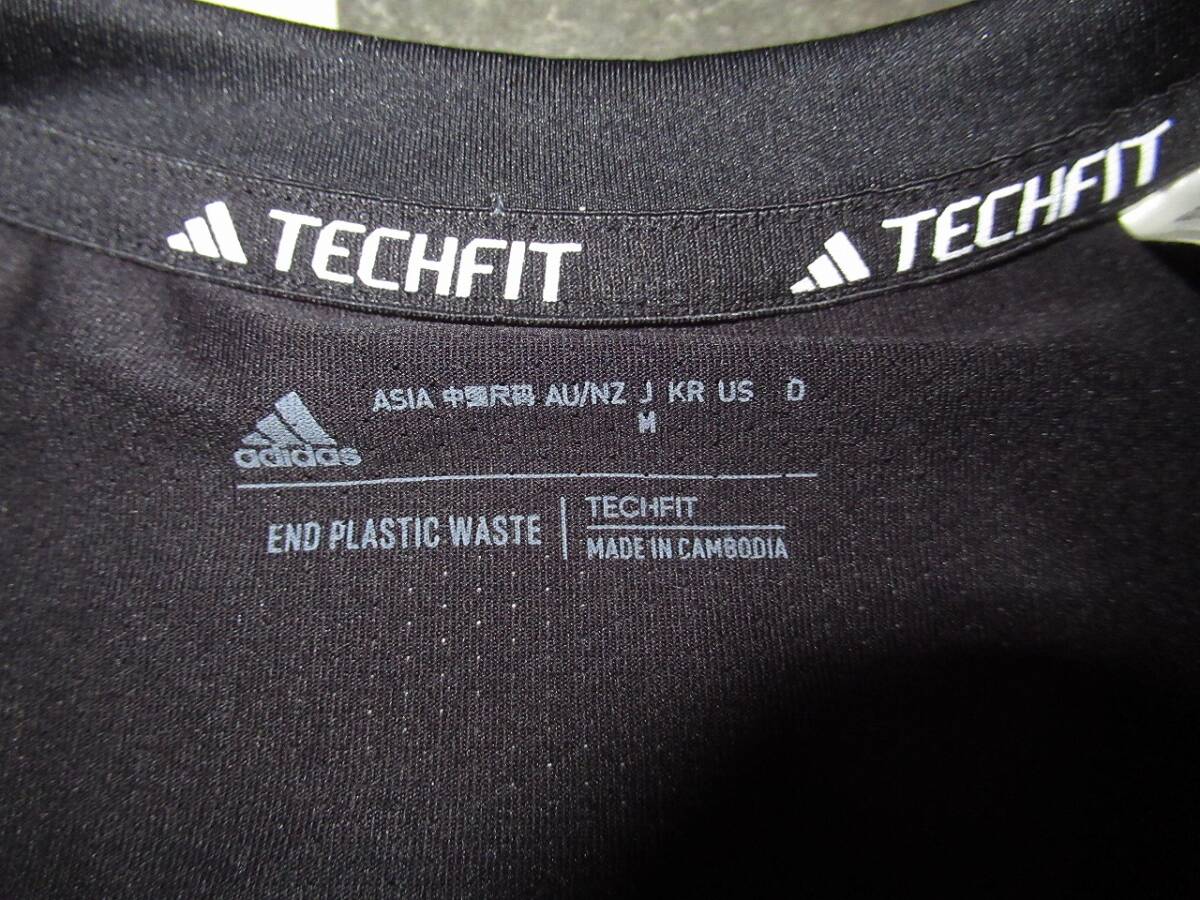 TECHFIT TECHFIT
adidas
ASIA 中国尺码 AU/NZ J KR US D
M
END PLASTIC WASTE
TECHFIT
MADE IN CAMBODIA